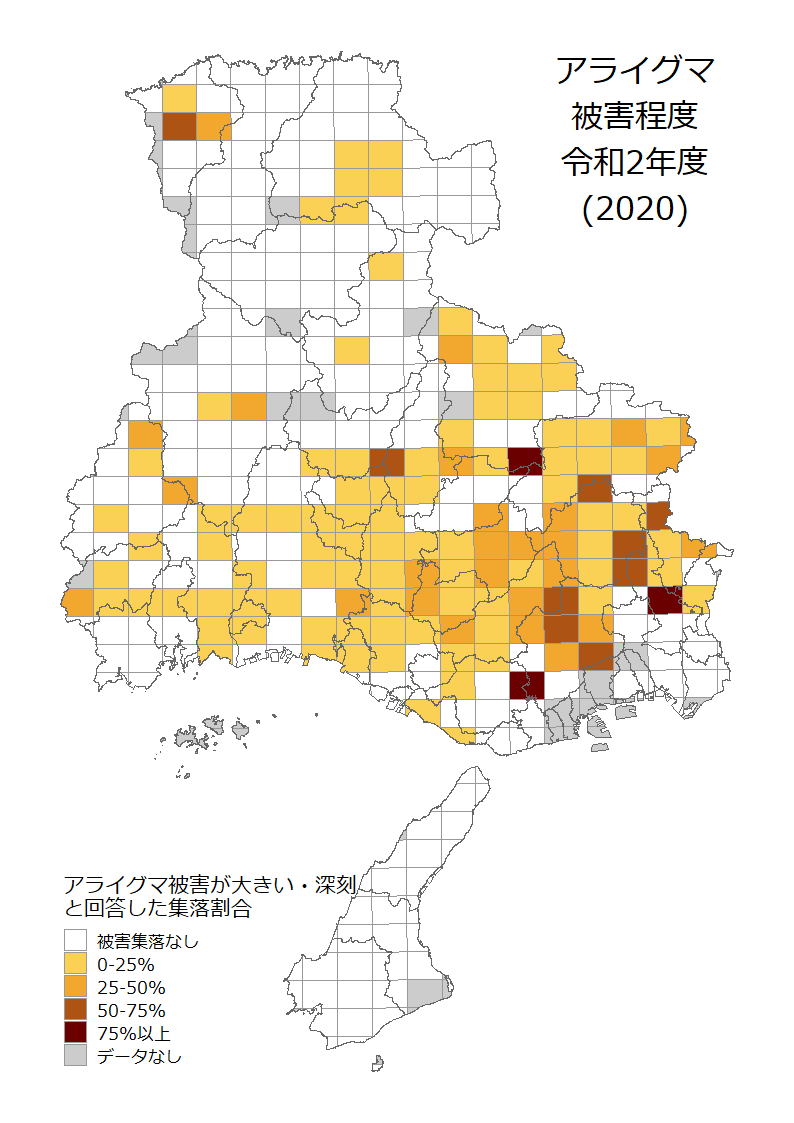 アライグマ
被害程度
令和2年度
(2020)
アライグマ被害が大きい・深刻
と回答した集落割合
被害集落なし
0-25%
25-50%
50-75%
75%以上
データなし